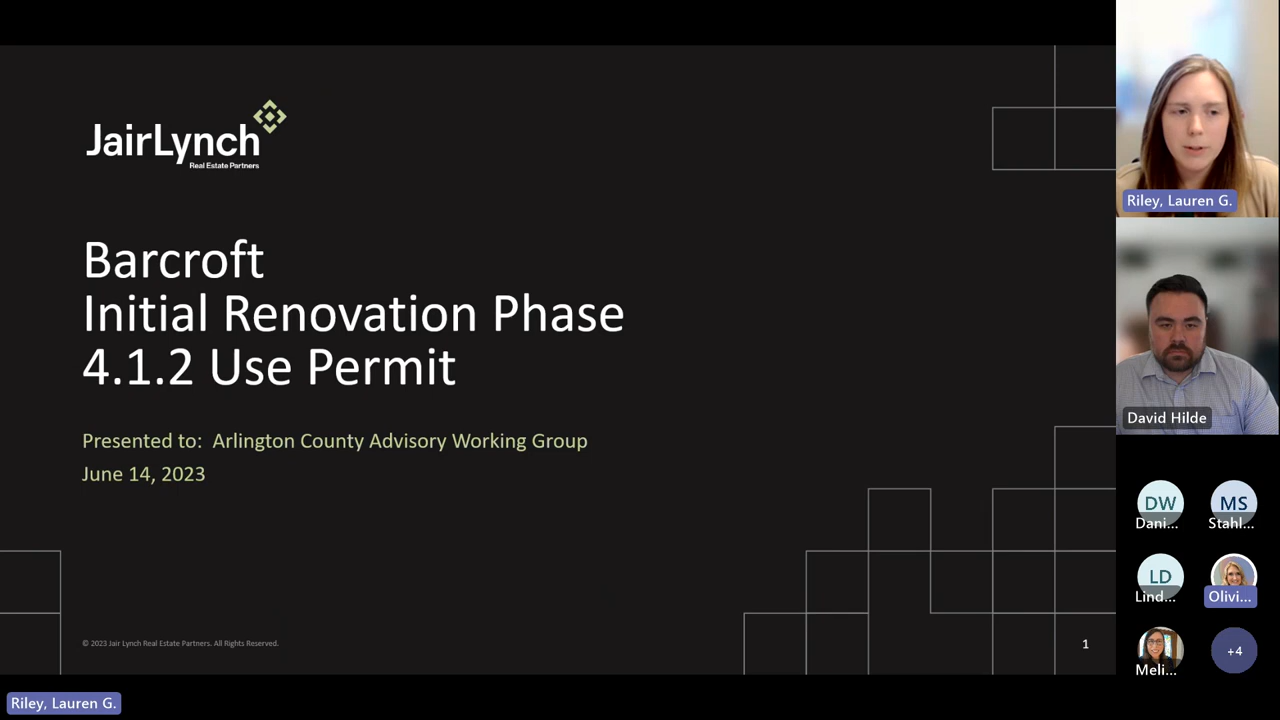 JairLynch
Real Estate Partners
Barcroft
Initial Renovation Phase
4.1.2 Use Permit
Presented to: Arlington County Advisory Working Group
June 14, 2023
© 2023 Jair Lynch Real Estate Partners. All Rights Reserved.
1
Riley, Lauren G.
David Hilde
DW
Dani...
MS
Stahl...
LD
Lind...
Olivi...
Meli...
+4
Riley, Lauren G.